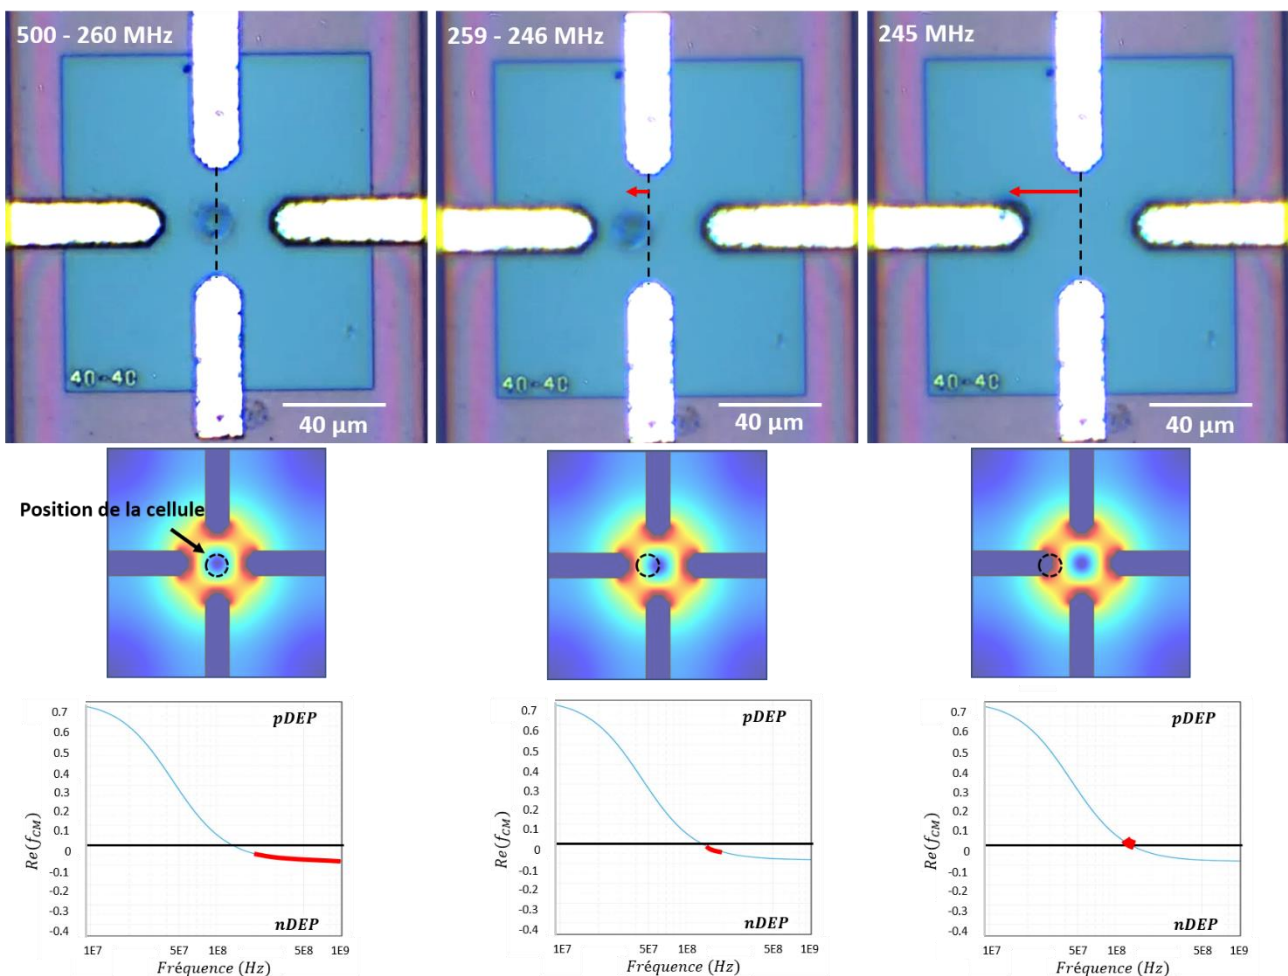 500 - 260 MHz
259 - 246 MHz
245 MHz
40-40
40 µm
40-40
40 µm
40-40
40 µm
Position de la cellule
0.7
0.6
0.5
0.4
0.3
0.2
0.1
0
-0.1
-0.2
-0.3
-0.4
Re(f_CM)
pDEP
nDEP
1E7
5E7
1E8
5E8
1E9
Fréquence (Hz)
0.7
0.6
0.5
0.4
0.3
0.2
0.1
0
-0.1
-0.2
-0.3
-0.4
Re(f_CM)
pDEP
nDEP
1E7
5E7
1E8
5E8
1E9
Fréquence (Hz)
0.7
0.6
0.5
0.4
0.3
0.2
0.1
0
-0.1
-0.2
-0.3
-0.4
Re(f_CM)
pDEP
nDEP
1E7
5E7
1E8
5E8
1E9
Fréquence (Hz)